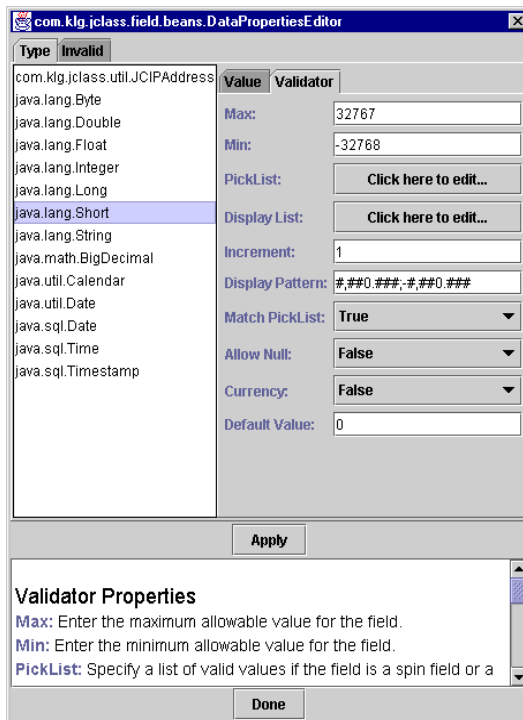 com.klg.jclass.field.beans.DataPropertiesEditor
Type Invalid
com.klg.jclass.util.JCIPAddress
java.lang.Byte
java.lang.Double
java.lang.Float
java.lang.Integer
java.lang.Long
java.lang.Short
java.lang.String
java.math.BigDecimal
java.util.Calendar
java.util.Date
java.sql.Date
java.sql.Time
java.sql.Timestamp
Value Validator
Max: 32767
Min: -32768
PickList: Click here to edit...
Display List: Click here to edit...
Increment: 1
Display Pattern: #,##0.###;-#,##0.###
Match PickList: True
Allow Null: False
Currency: False
Default Value: 0
Apply
Validator Properties
Max: Enter the maximum allowable value for the field.
Min: Enter the minimum allowable value for the field.
PickList: Specify a list of valid values if the field is a spin field or a
Done